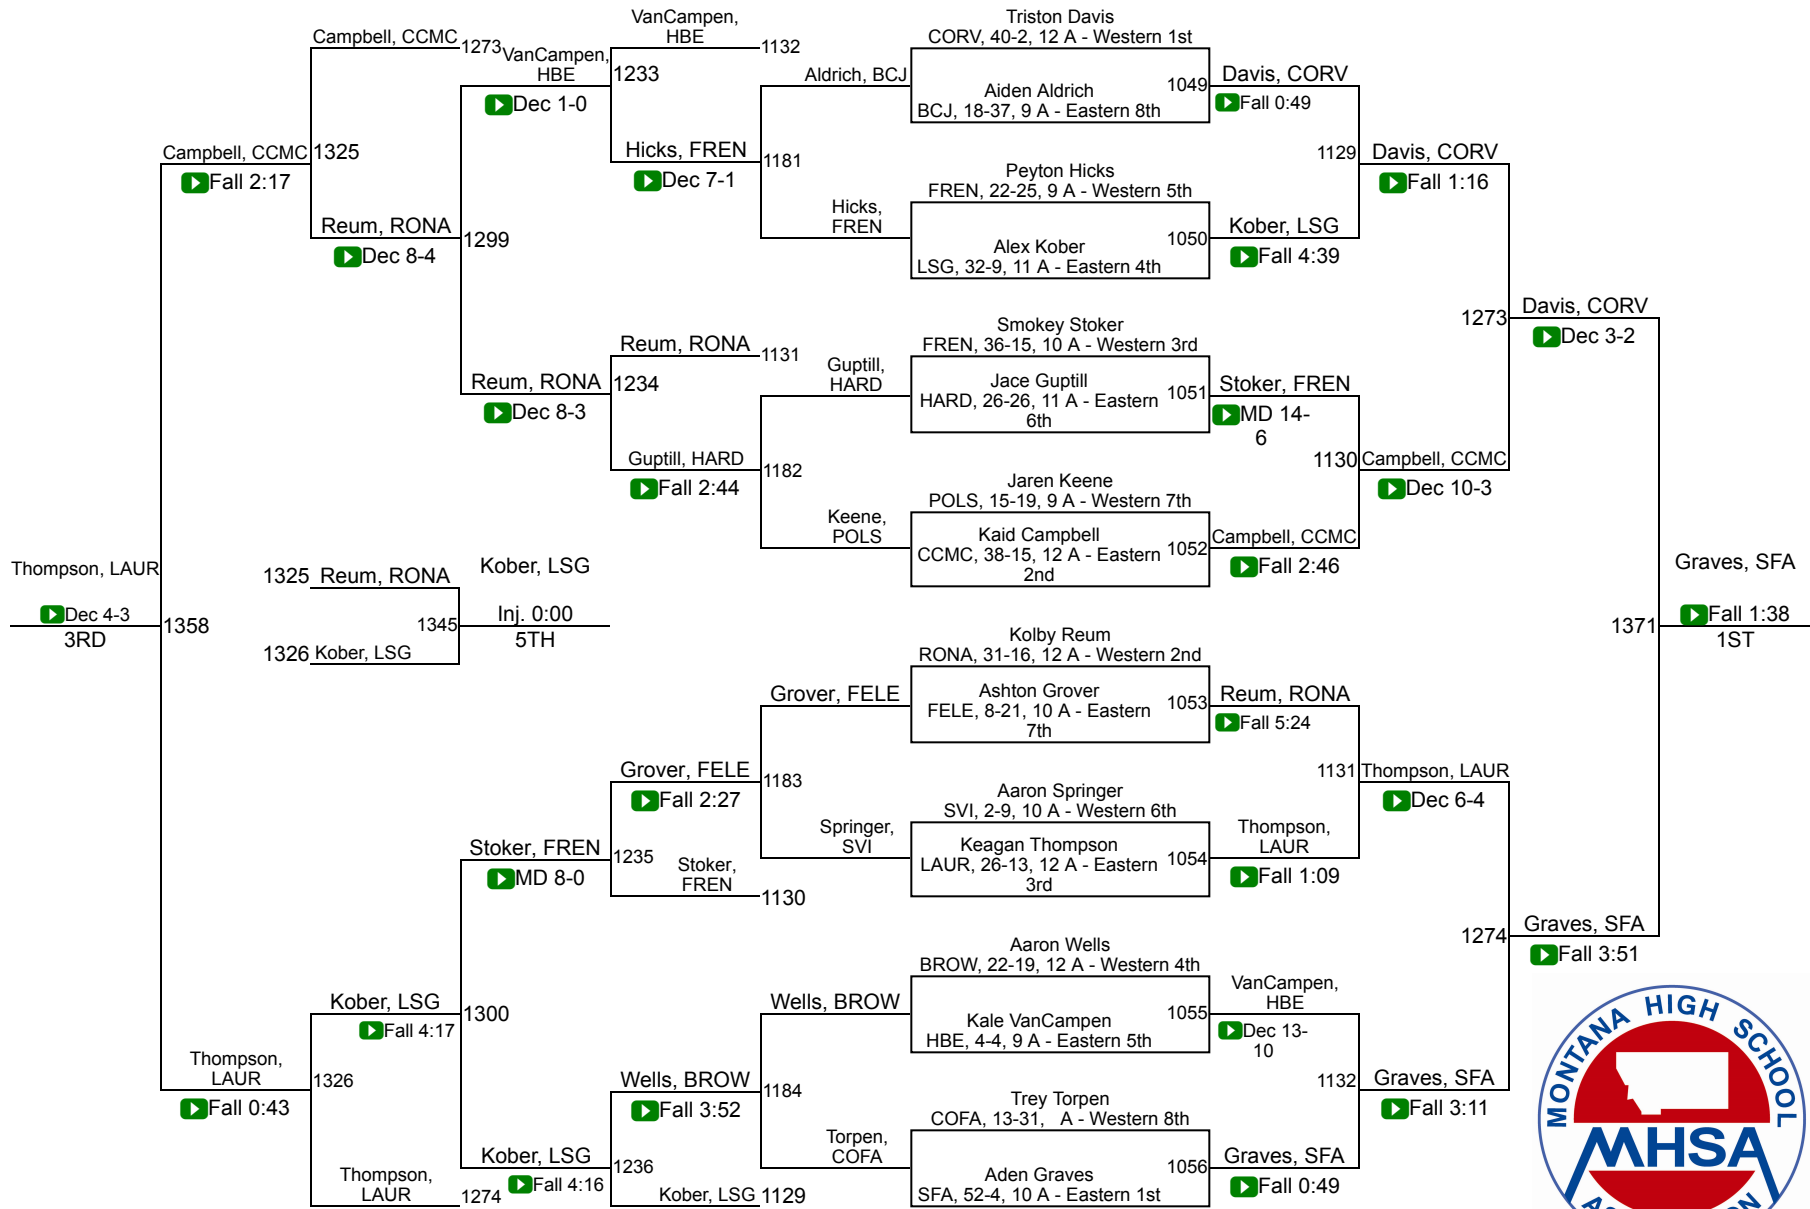 Triston Davis
CORV, 40-2, 12 A - Western 1st
VanCampen,
HBE
1132
Campbell, CCMC
1273
VanCampen,
HBE
1233
Dec 1-0
Aldrich, BCJ
Aiden Aldrich
BCJ, 18-37, 9 A - Eastern 8th
1049
Davis, CORV
Fall 0:49
Campbell, CCMC
1325
Fall 2:17
Hicks, FREN
1181
Dec 7-1
Peyton Hicks
FREN, 22-25, 9 A - Western 5th
1129
Davis, CORV
Fall 1:16
Reum, RONA
1299
Dec 8-4
Hicks,
FREN
Alex Kober
LSG, 32-9, 11 A - Eastern 4th
1050
Kober, LSG
Fall 4:39
Smokey Stoker
FREN, 36-15, 10 A - Western 3rd
1273
Davis, CORV
Dec 3-2
Reum, RONA
1131
Reum, RONA
1234
Dec 8-3
Guptill,
HARD
Jace Guptill
HARD, 26-26, 11 A - Eastern
6th
1051
Stoker, FREN
MD 14-
6
Guptill, HARD
1182
Fall 2:44
Jaren Keene
POLS, 15-19, 9 A - Western 7th
1130
Campbell, CCMC
Dec 10-3
Keene,
POLS
Kaid Campbell
CCMC, 38-15, 12 A - Eastern
2nd
1052
Campbell, CCMC
Fall 2:46
Thompson, LAUR
Dec 4-3
3RD
1358
1325
Reum, RONA
Kober, LSG
1345
Inj. 0:00
5TH
1326
Kober, LSG
Graves, SFA
1371
Fall 1:38
1ST
Kolby Reum
RONA, 31-16, 12 A - Western 2nd
Grover, FELE
Ashton Grover
FELE, 8-21, 10 A - Eastern
7th
1053
Reum, RONA
Fall 5:24
Grover, FELE
1183
Fall 2:27
Aaron Springer
SVI, 2-9, 10 A - Western 6th
1131
Thompson, LAUR
Dec 6-4
Stoker, FREN
1235
MD 8-0
Stoker,
FREN
1130
Springer,
SVI
Keagan Thompson
LAUR, 26-13, 12 A - Eastern
3rd
1054
Thompson,
LAUR
Fall 1:09
Aaron Wells
BROW, 22-19, 12 A - Western 4th
1274
Graves, SFA
Fall 3:51
Kober, LSG
1300
Fall 4:17
Wells, BROW
Kale VanCampen
HBE, 4-4, 9 A - Eastern 5th
1055
VanCampen,
HBE
Dec 13-
10
Thompson,
LAUR
1326
Fall 0:43
Wells, BROW
1184
Fall 3:52
Trey Torpen
COFA, 13-31, A - Western 8th
1132
Graves, SFA
Fall 3:11
Thompson,
LAUR
1274
Kober, LSG
1236
Fall 4:16
Kober, LSG
1129
Torpen,
COFA
Aden Graves
SFA, 52-4, 10 A - Eastern 1st
1056
Graves, SFA
Fall 0:49
MONTANA HIGH SCHOOL
MHSA